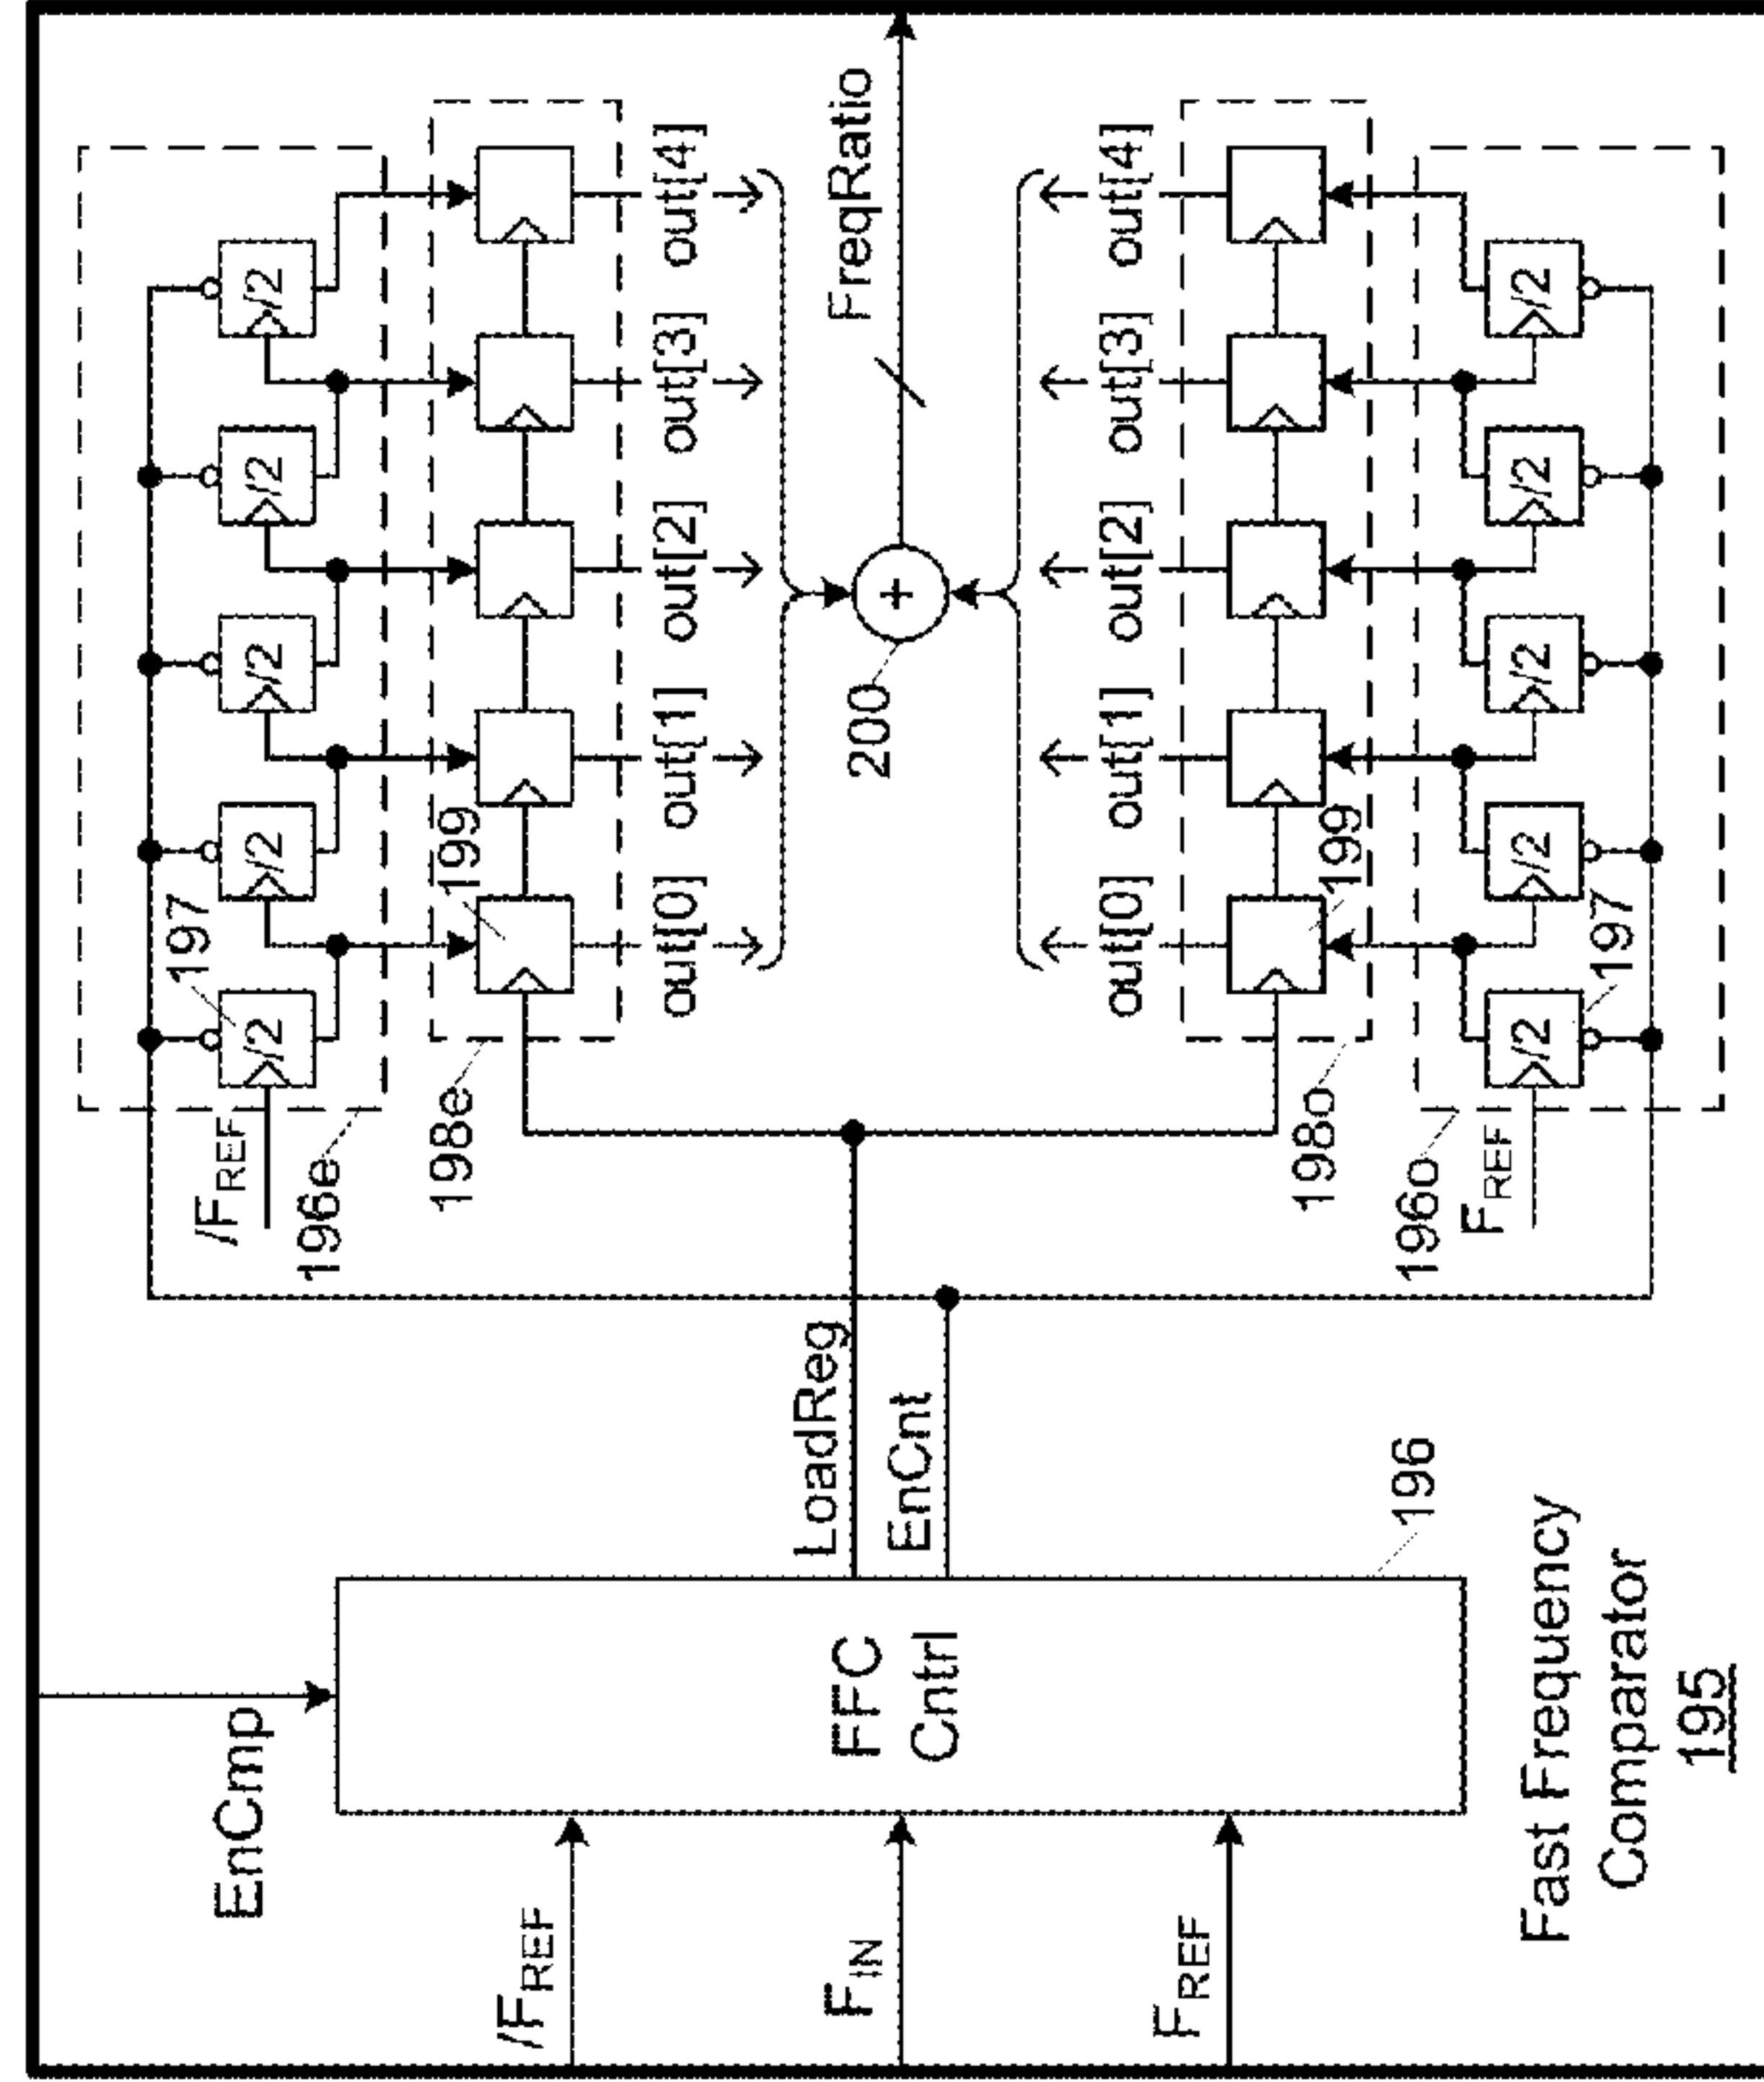 EnCmp
/FREF
FIN
FREF
FFC
Cntrl
196
LoadReg
EnCnt
/FREF
196e
197
/2 /2 /2 /2 /2
198e
199
out[0] out[1] out[2] out[3] out[4]
200
+
FreqRatio
out[0] out[1] out[2] out[3] out[4]
198o
199
196o
FREF
/2 /2 /2 /2 /2
197
Fast Frequency
Comparator
195